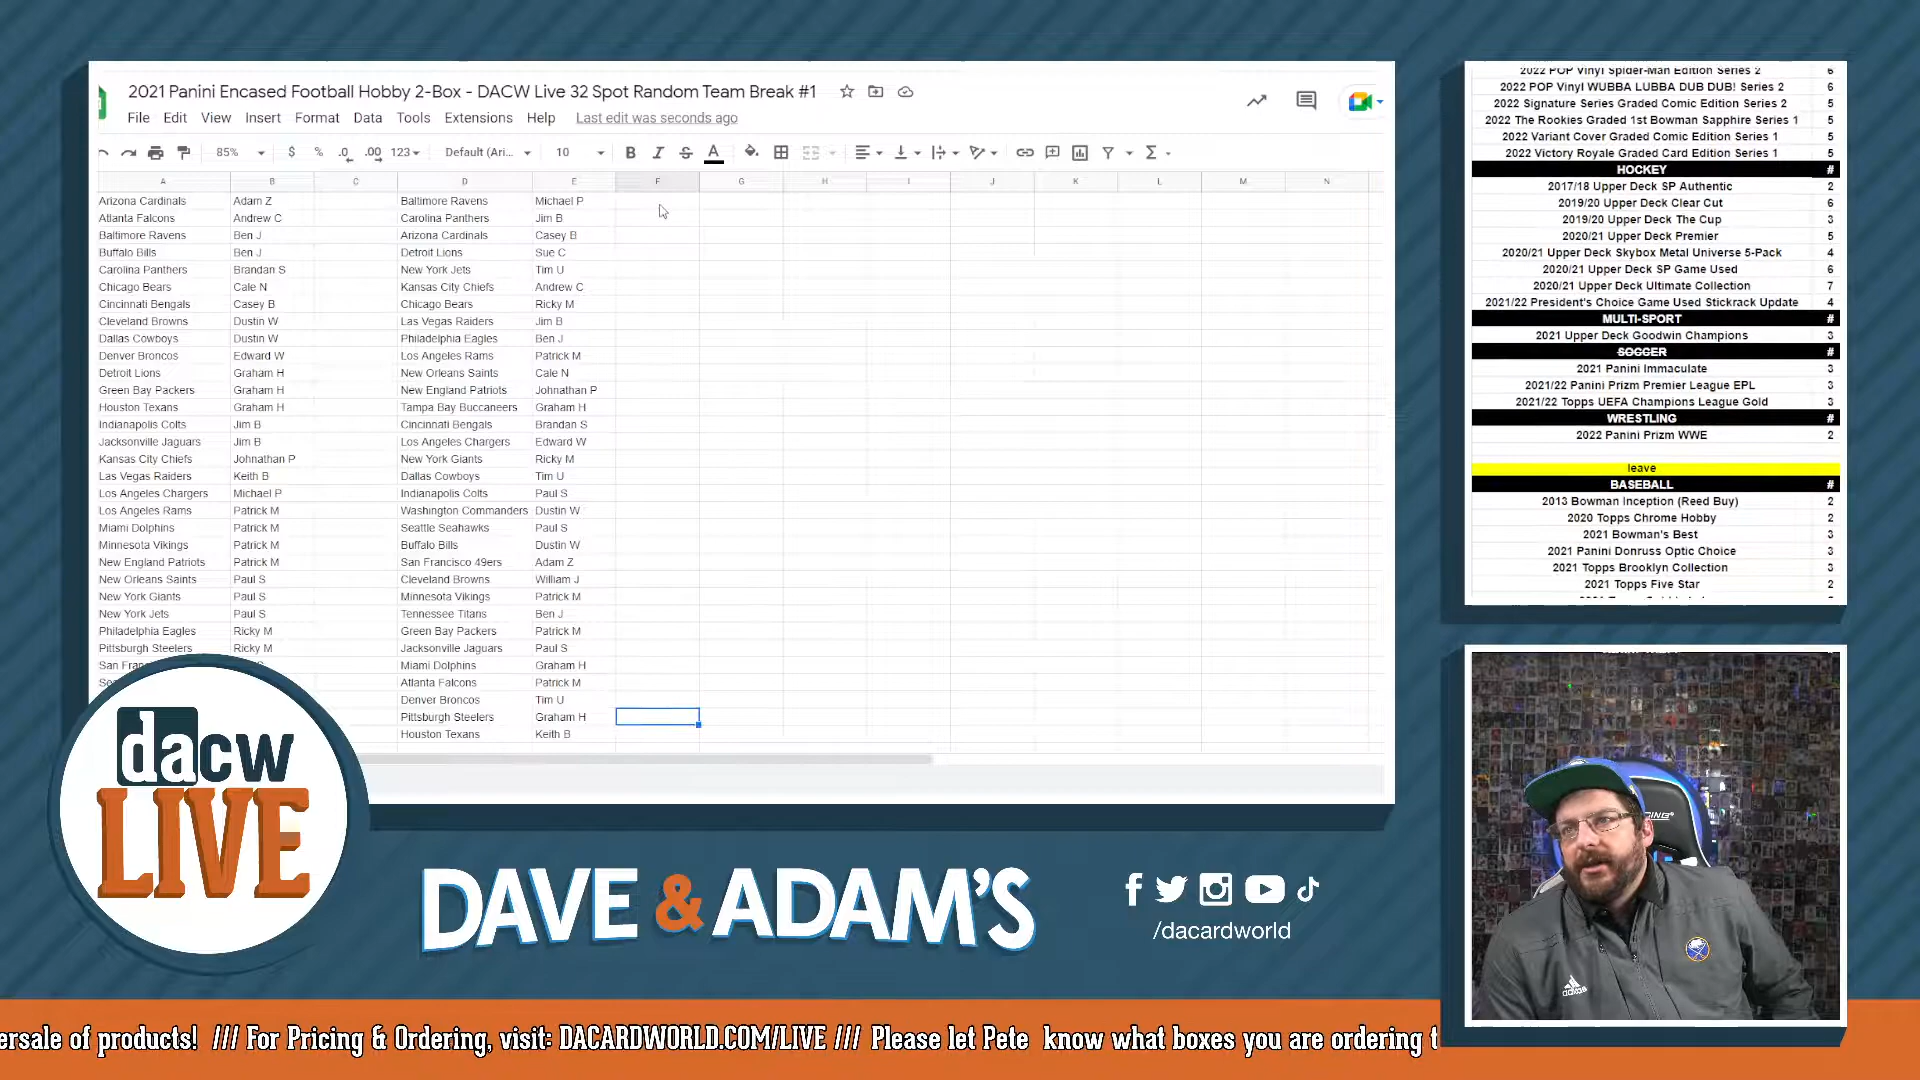 2021 Panini Encased Football Hobby 2-Box - DACW Live 32 Spot Random Team Break #1
File Edit View Insert Format Data Tools Extensions Help Last edit was seconds ago
85% $ % .0 .00 123 Default (Ari... 10 B I S A
A B C D E F G H I J K L M N
Arizona Cardinals Adam Z Baltimore Ravens Michael P
Atlanta Falcons Andrew C Carolina Panthers Jim B
Baltimore Ravens Ben J Arizona Cardinals Casey B
Buffalo Bills Ben J Detroit Lions Sue C
Carolina Panthers Brandan S New York Jets Tim U
Chicago Bears Cale N Kansas City Chiefs Andrew C
Cincinnati Bengals Casey B Chicago Bears Ricky M
Cleveland Browns Dustin W Las Vegas Raiders Jim B
Dallas Cowboys Dustin W Philadelphia Eagles Ben J
Denver Broncos Edward W Los Angeles Rams Patrick M
Detroit Lions Graham H New Orleans Saints Cale N
Green Bay Packers Graham H New England Patriots Johnathan P
Houston Texans Graham H Tampa Bay Buccaneers Graham H
Indianapolis Colts Jim B Cincinnati Bengals Brandan S
Jacksonville Jaguars Jim B Los Angeles Chargers Edward W
Kansas City Chiefs Johnathan P New York Giants Ricky M
Las Vegas Raiders Keith B Dallas Cowboys Tim U
Los Angeles Chargers Michael P Indianapolis Colts Paul S
Los Angeles Rams Patrick M Washington Commanders Dustin W
Miami Dolphins Patrick M Seattle Seahawks Paul S
Minnesota Vikings Patrick M Buffalo Bills Dustin W
New England Patriots Patrick M San Francisco 49ers Adam Z
New Orleans Saints Paul S Cleveland Browns William J
New York Giants Paul S Minnesota Vikings Patrick M
New York Jets Paul S Tennessee Titans Ben J
Philadelphia Eagles Ricky M Green Bay Packers Patrick M
Pittsburgh Steelers Ricky M Jacksonville Jaguars Paul S
San Miami Dolphins Graham H
Atlanta Falcons Patrick M
Denver Broncos Tim U
Pittsburgh Steelers Graham H
Houston Texans Keith B
2022 POP Vinyl Spider-Man Edition Series 2 6
2022 POP Vinyl WUBBA LUBBA DUB DUB! Series 2 6
2022 Signature Series Graded Comic Edition Series 2 5
2022 The Rookies Graded 1st Bowman Sapphire Series 1 5
2022 Variant Cover Graded Comic Edition Series 1 5
2022 Victory Royale Graded Card Edition Series 1 5
HOCKEY #
2017/18 Upper Deck SP Authentic 2
2019/20 Upper Deck Clear Cut 6
2019/20 Upper Deck The Cup 3
2020/21 Upper Deck Premier 5
2020/21 Upper Deck Skybox Metal Universe 5-Pack 4
2020/21 Upper Deck SP Game Used 6
2020/21 Upper Deck Ultimate Collection 7
2021/22 President's Choice Game Used Stickrack Update 4
MULTI-SPORT #
2021 Upper Deck Goodwin Champions 3
SOCCER #
2021 Panini Immaculate 3
2021/22 Panini Prizm Premier League EPL 3
2021/22 Topps UEFA Champions League Gold 3
WRESTLING #
2022 Panini Prizm WWE 2
leave
BASEBALL #
2013 Bowman Inception (Reed Buy) 2
2020 Topps Chrome Hobby 2
2021 Bowman's Best 3
2021 Panini Donruss Optic Choice 3
2021 Topps Brooklyn Collection 3
2021 Topps Five Star 2
dacw
LIVE
DAVE & ADAM'S
/dacardworld
adidas
ersale of products! /// For Pricing & Ordering, visit: DACARDWORLD.COM/LIVE /// Please let Pete know what boxes you are ordering t